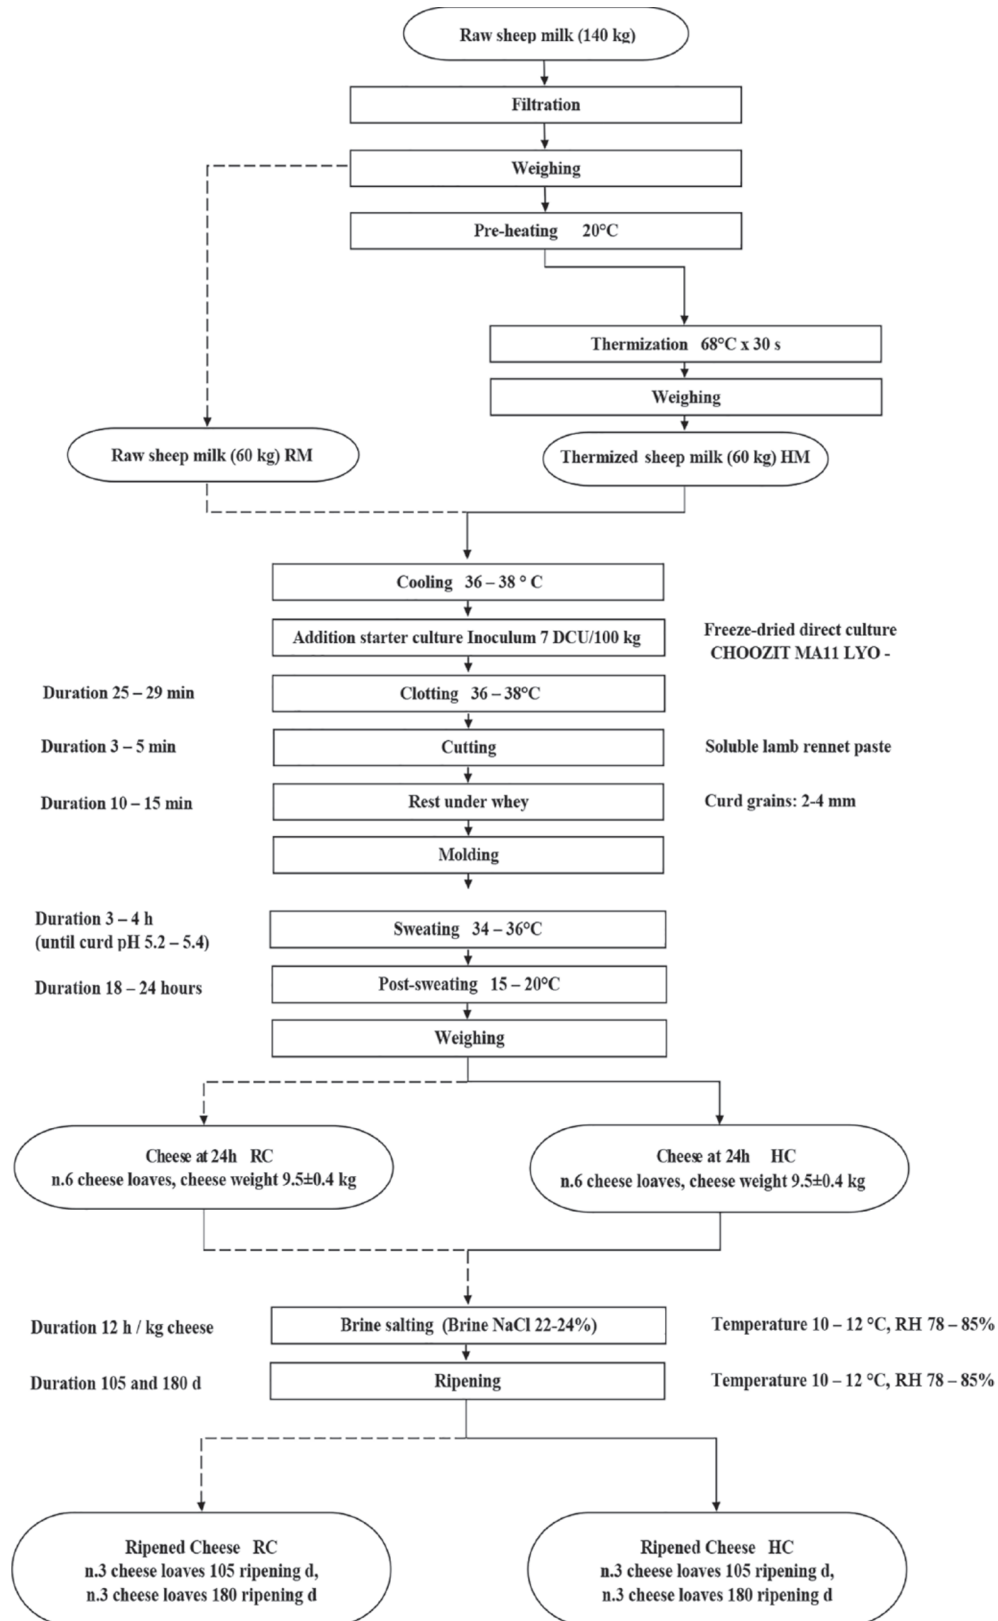 Raw sheep milk (140 kg)
Filtration
Weighing
Pre-heating 20°C
Thermization 68°C x 30 s
Weighing
Raw sheep milk (60 kg) RM
Thermized sheep milk (60 kg) HM
Cooling 36 – 38 ° C
Addition starter culture Inoculum 7 DCU/100 kg
Freeze-dried direct culture
CHOOZIT MA11 LYO -
Duration 25 – 29 min
Clotting 36 – 38°C
Duration 3 – 5 min
Cutting
Soluble lamb rennet paste
Duration 10 – 15 min
Rest under whey
Curd grains: 2-4 mm
Molding
Duration 3 – 4 h
(until curd pH 5.2 – 5.4)
Sweating 34 – 36°C
Duration 18 – 24 hours
Post-sweating 15 – 20°C
Weighing
Cheese at 24h RC
n.6 cheese loaves, cheese weight 9.5±0.4 kg
Cheese at 24h HC
n.6 cheese loaves, cheese weight 9.5±0.4 kg
Duration 12 h / kg cheese
Brine salting (Brine NaCl 22-24%)
Temperature 10 – 12 °C, RH 78 – 85%
Duration 105 and 180 d
Ripening
Temperature 10 – 12 °C, RH 78 – 85%
Ripened Cheese RC
n.3 cheese loaves 105 ripening d,
n.3 cheese loaves 180 ripening d
Ripened Cheese HC
n.3 cheese loaves 105 ripening d,
n.3 cheese loaves 180 ripening d